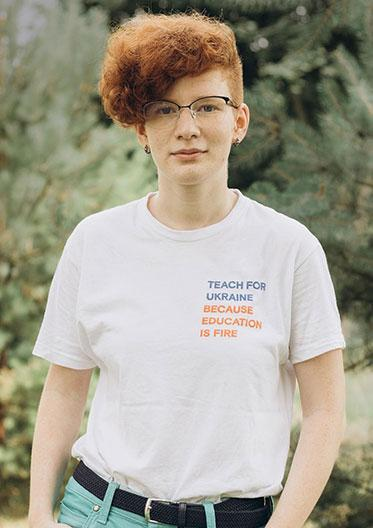 TEACH FOR
UKRAINE
BECAUSE
EDUCATION
IS FIRE